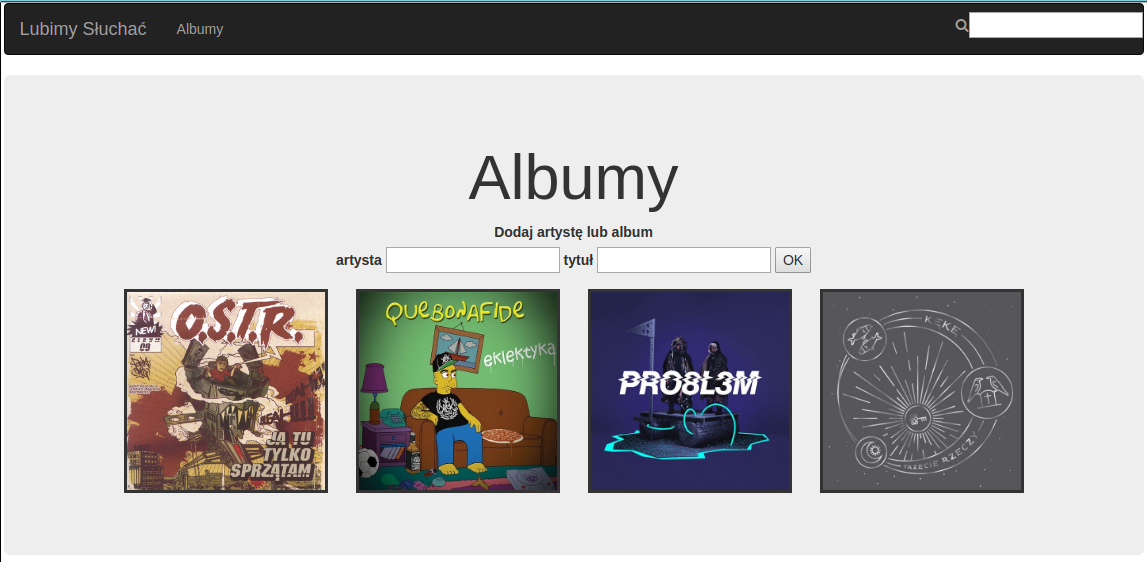 Lubimy Słuchać
Albumy
Albumy
Dodaj artystę lub album
artysta
tytuł
OK
NEW!
09
O.S.T.R.
JA TU
TYLKO
SPRZĄTAM
QUEBONAFIDE
eklektyka
PRO8L3M
KĘKĘ
TRZECIE RZECZY